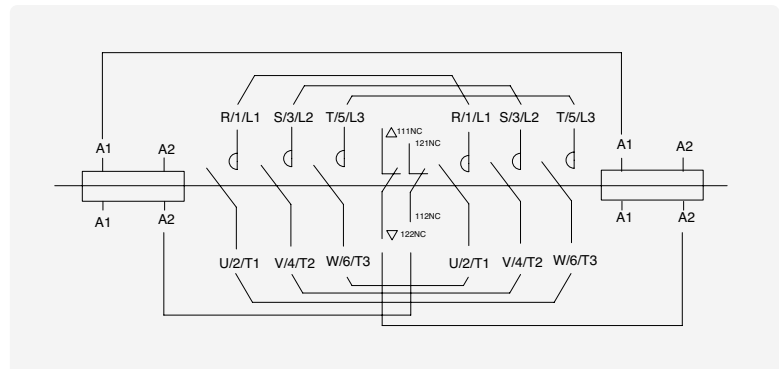 R/1/L1 S/3/L2 T/5/L3 R/1/L1 S/3/L2 T/5/L3
111NC
121NC
A1 A2 A1 A2
A1 A2 A1 A2
112NC
122NC
U/2/T1 V/4/T2 W/6/T3 U/2/T1 V/4/T2 W/6/T3